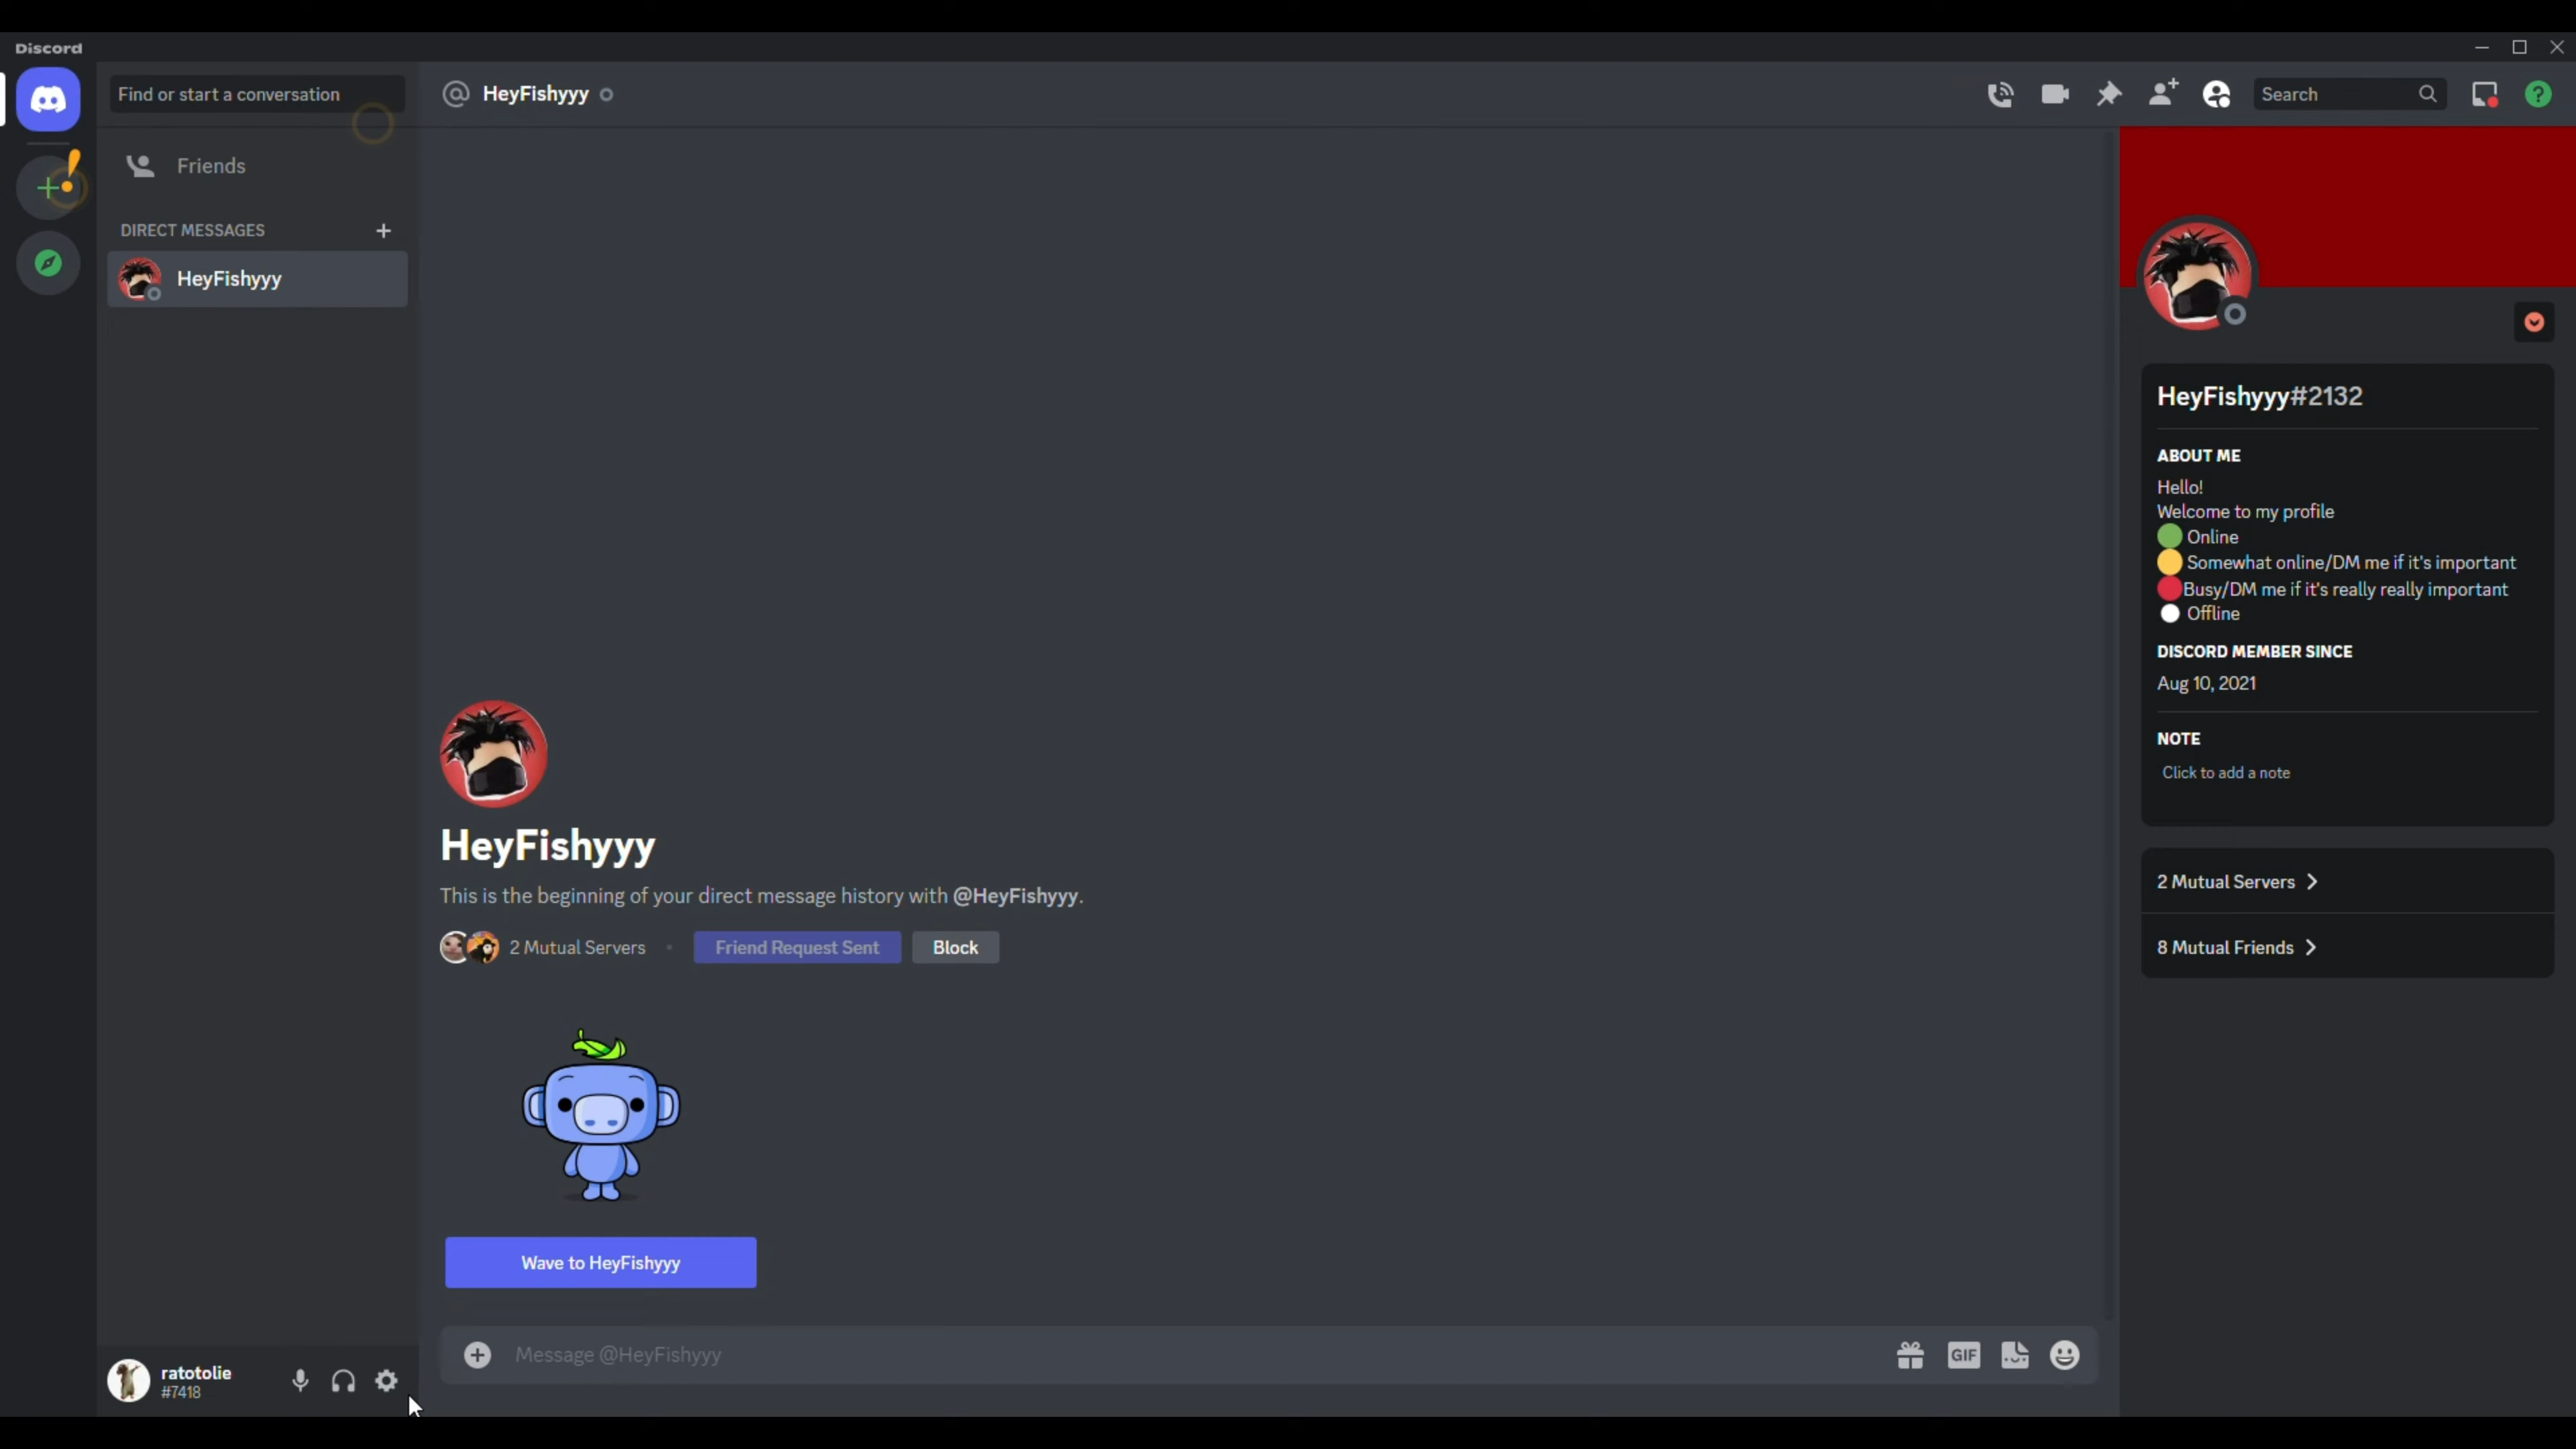 Discord
Find or start a conversation
HeyFishyyy
Search
Friends
DIRECT MESSAGES
HeyFishyyy
HeyFishyyy
This is the beginning of your direct message history with @HeyFishyyy.
2 Mutual Servers
Friend Request Sent
Block
Wave to HeyFishyyy
Message @HeyFishyyy
GIF
ratotolie
#7418
HeyFishyyy#2132
ABOUT ME
Hello!
Welcome to my profile
Online
Somewhat online/DM me if it's important
Busy/DM me if it's really really important
Offline
DISCORD MEMBER SINCE
Aug 10, 2021
NOTE
Click to add a note
2 Mutual Servers
8 Mutual Friends